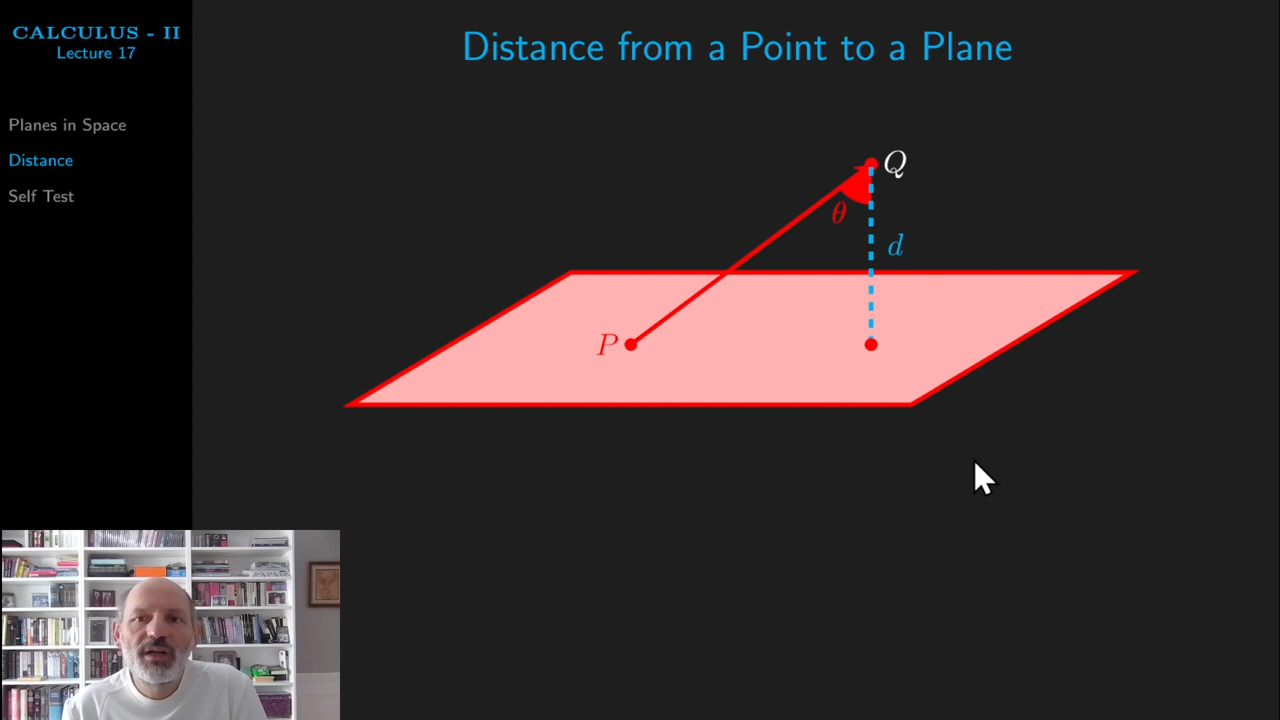 CALCULUS - II
Lecture 17
Planes in Space
Distance
Self Test
Distance from a Point to a Plane
Q
θ
d
P